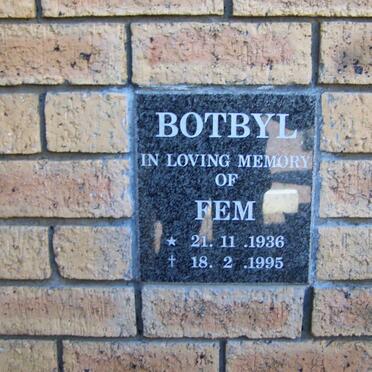 BOTBYL
IN LOVING MEMORY
OF
FEM
★ 21. 11 .1936
† 18. 2 .1995